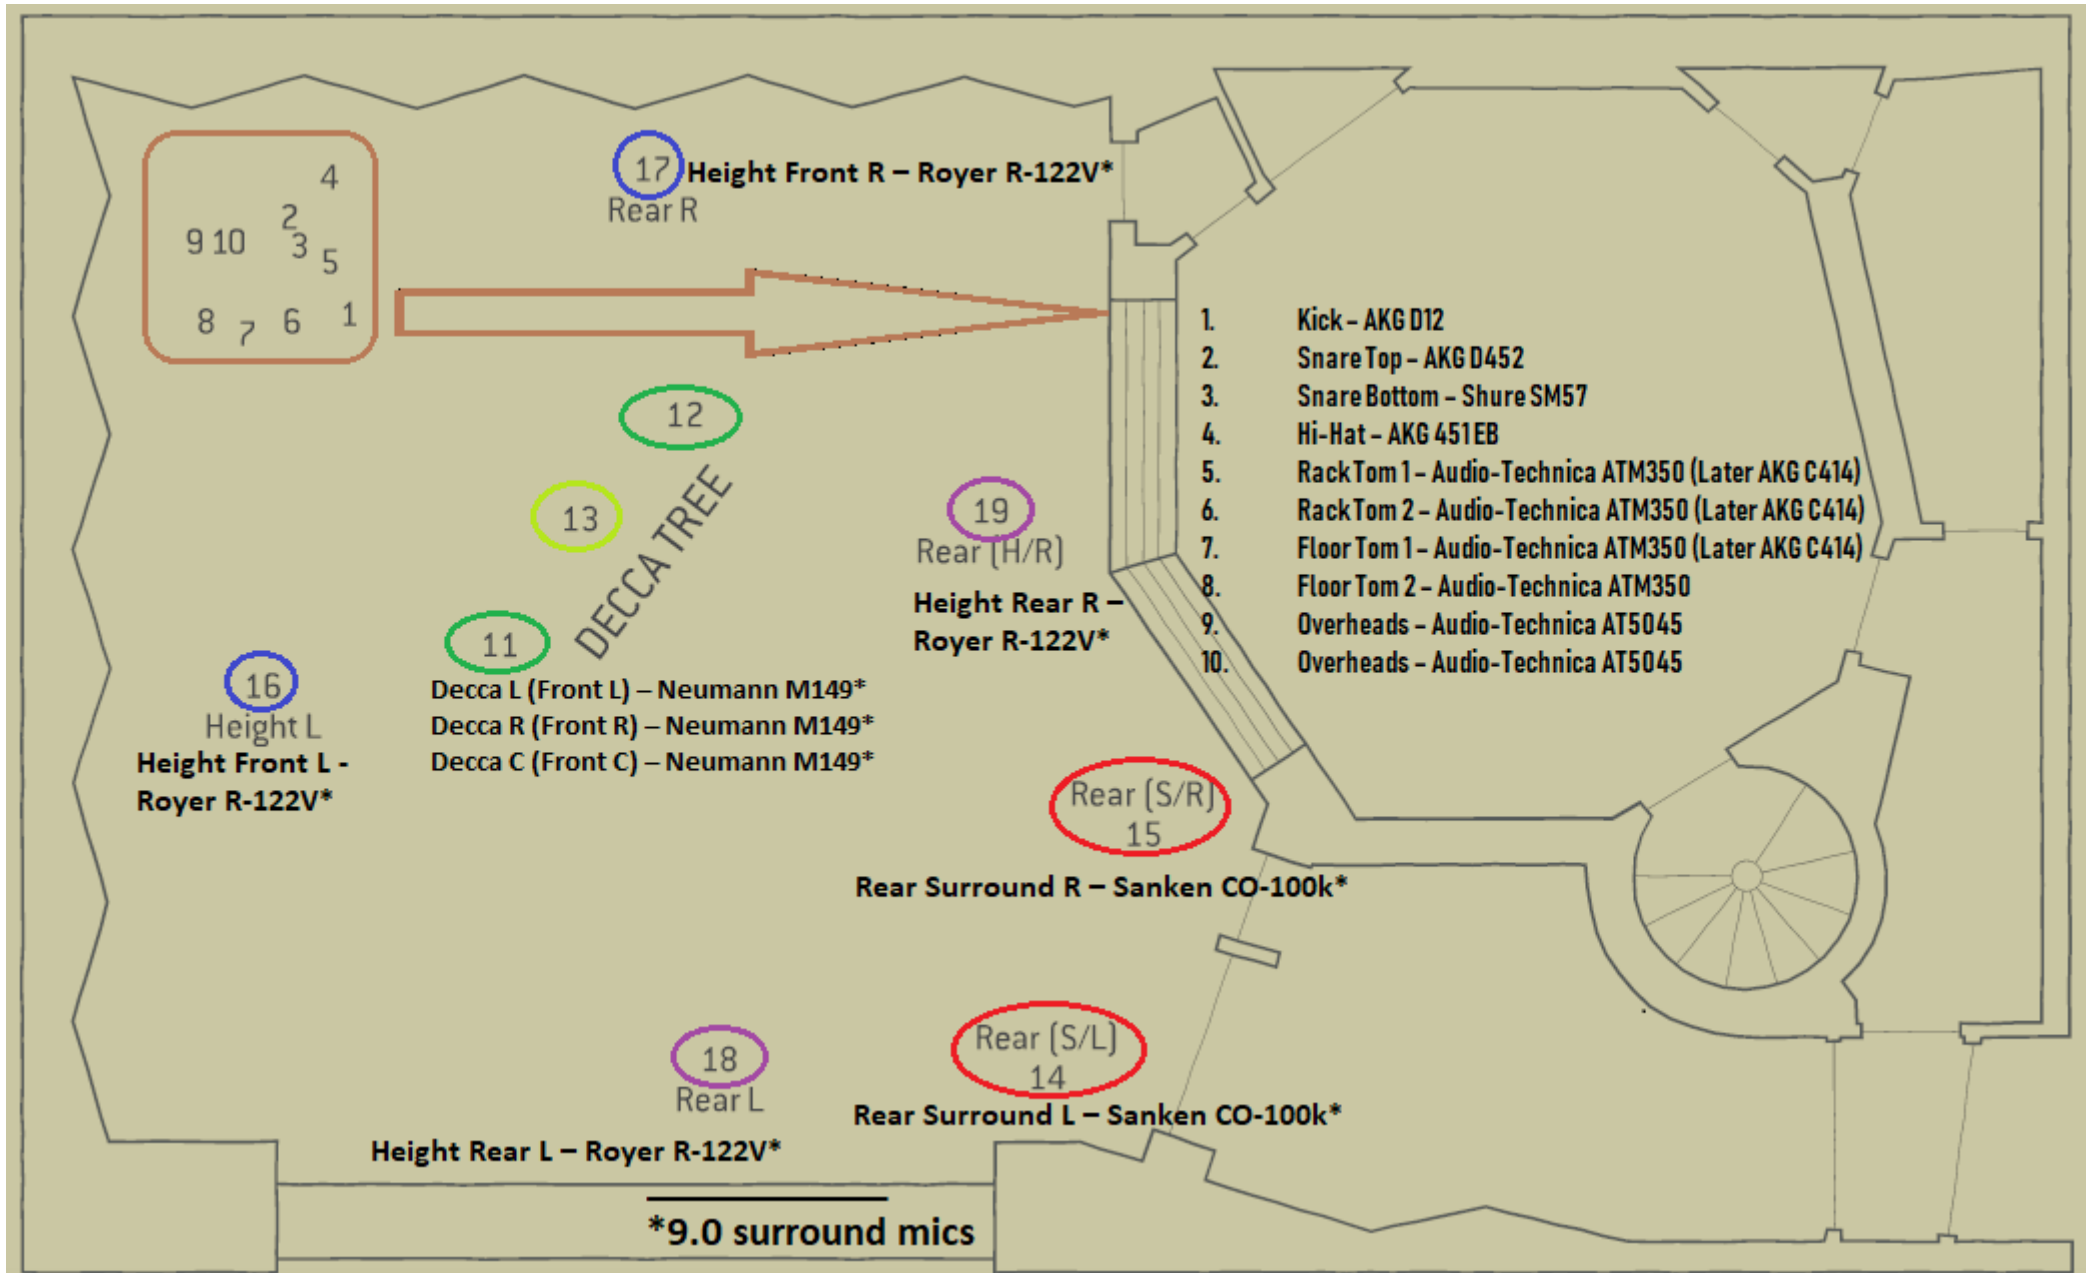 17 Height Front R – Royer R-122V*
Rear R
4
2
9 10 3
5
8 7 6 1
12
13
DECCA TREE
11
Decca L (Front L) – Neumann M149*
Decca R (Front R) – Neumann M149*
Decca C (Front C) – Neumann M149*
16
Height L
Height Front L -
Royer R-122V*
19
Rear (H/R)
Height Rear R –
Royer R-122V*
1. Kick – AKG D12
2. Snare Top – AKG D452
3. Snare Bottom – Shure SM57
4. Hi-Hat – AKG 451EB
5. Rack Tom 1 – Audio-Technica ATM350 (Later AKG C414)
6. Rack Tom 2 – Audio-Technica ATM350 (Later AKG C414)
7. Floor Tom 1 – Audio-Technica ATM350 (Later AKG C414)
8. Floor Tom 2 – Audio-Technica ATM350
9. Overheads – Audio-Technica AT5045
10. Overheads – Audio-Technica AT5045
Rear (S/R)
15
Rear Surround R – Sanken CO-100k*
Rear (S/L)
14
Rear Surround L – Sanken CO-100k*
18
Rear L
Height Rear L – Royer R-122V*
*9.0 surround mics